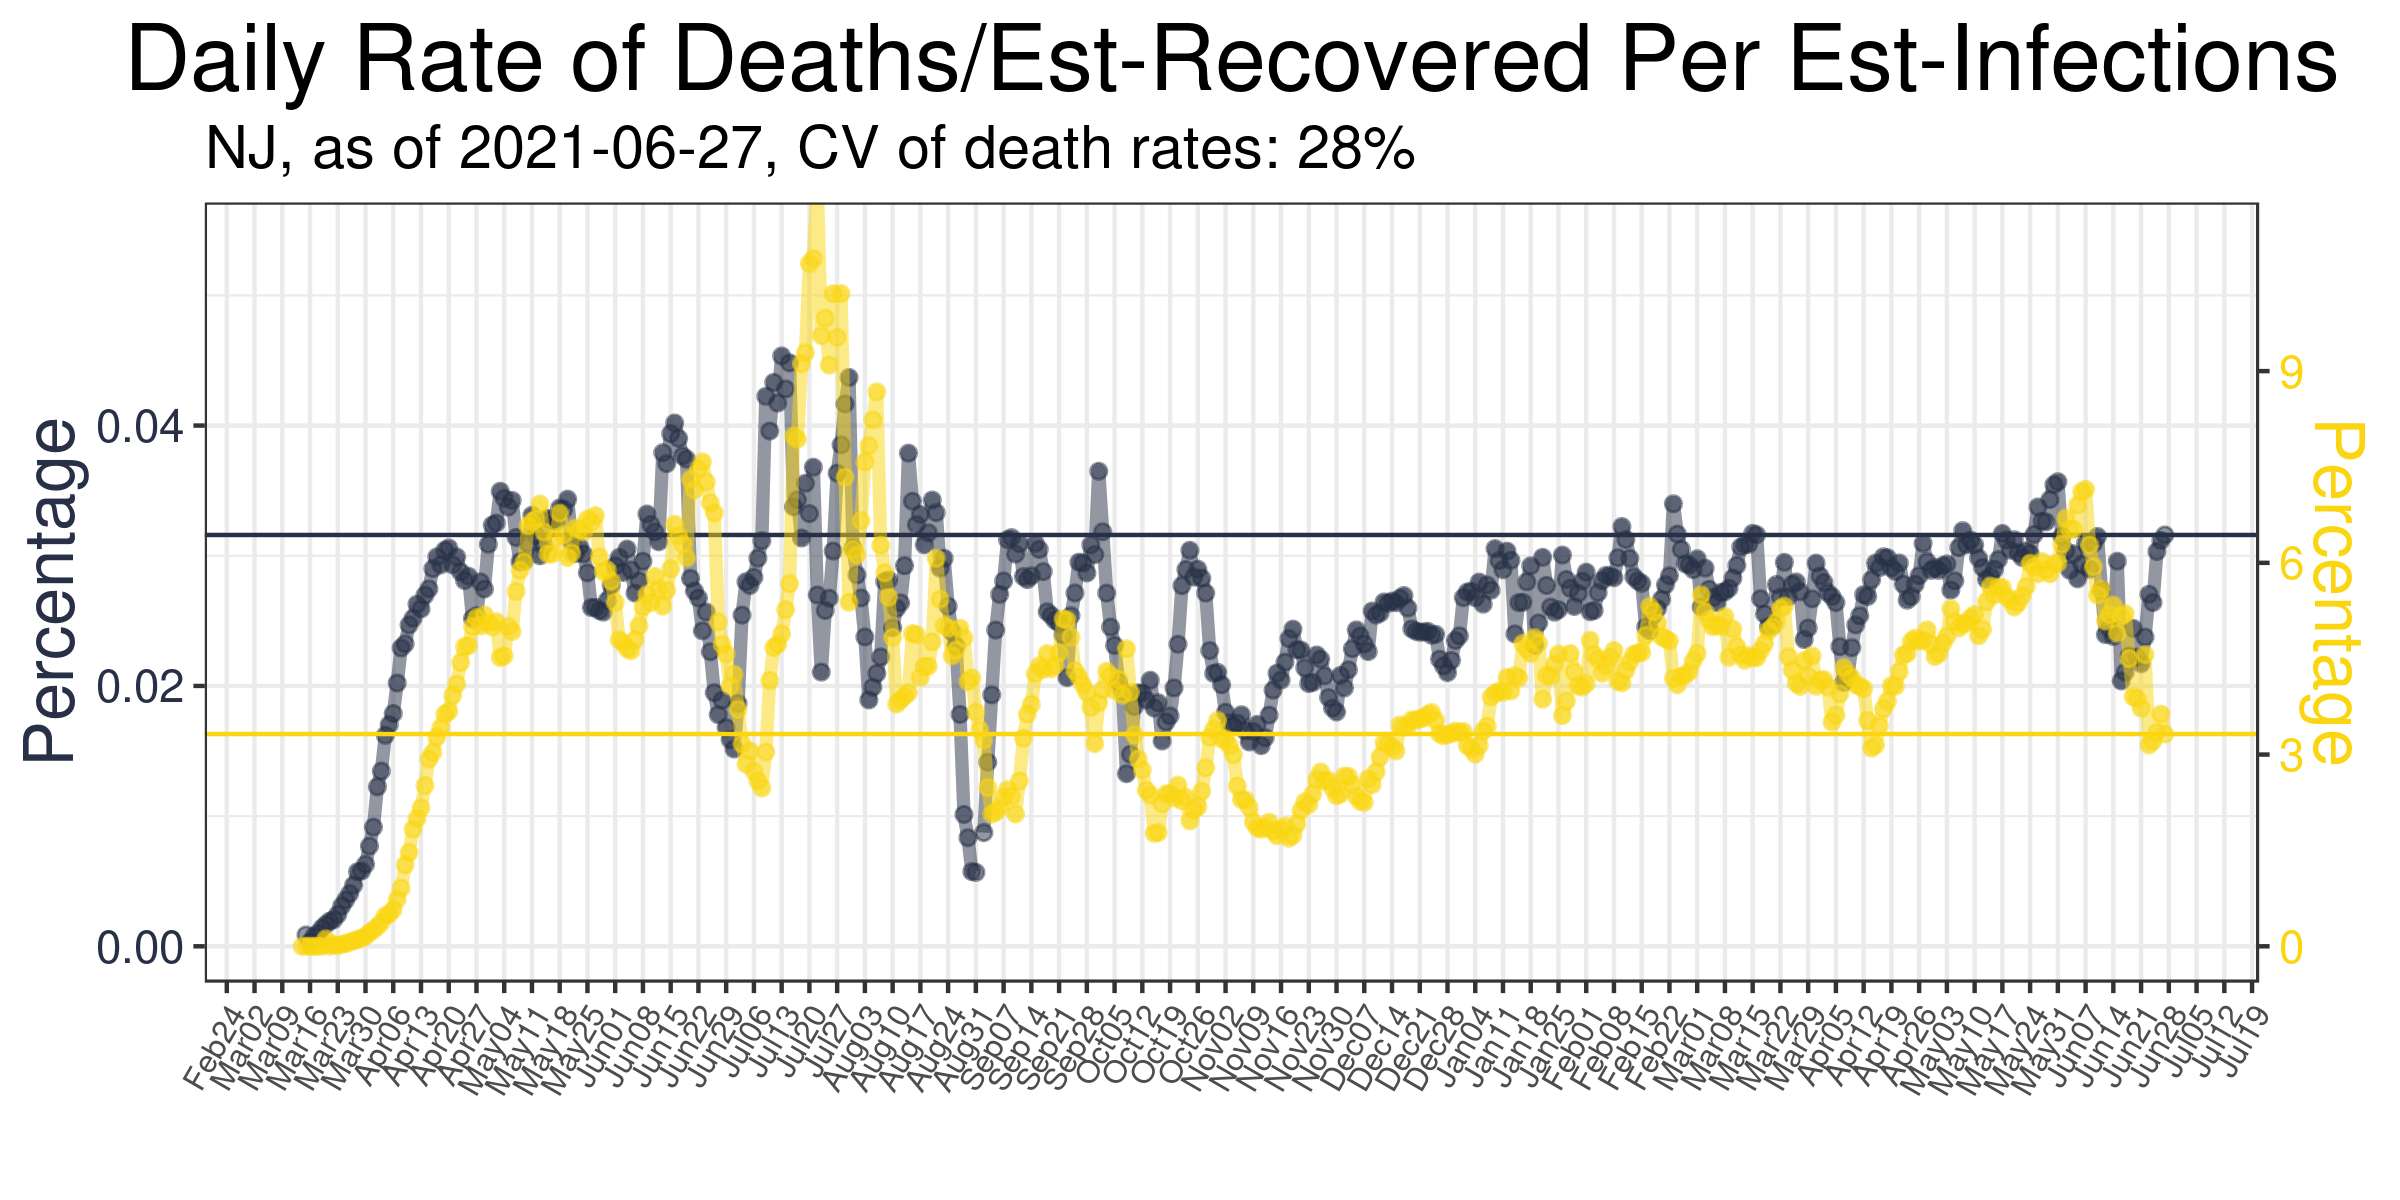 Daily Rate of Deaths/Est-Recovered Per Est-Infections
NJ, as of 2021-06-27, CV of death rates: 28%
Percentage
0.04
0.02
0.00
9
6
3
0
Percentage
Feb24
Mar02
Mar09
Mar16
Mar23
Mar30
Apr06
Apr13
Apr20
Apr27
May04
May11
May18
May25
Jun01
Jun08
Jun15
Jun22
Jun29
Jul06
Jul13
Jul20
Jul27
Aug03
Aug10
Aug17
Aug24
Aug31
Sep07
Sep14
Sep21
Sep28
Oct05
Oct12
Oct19
Oct26
Nov02
Nov09
Nov16
Nov23
Nov30
Dec07
Dec14
Dec21
Dec28
Jan04
Jan11
Jan18
Jan25
Feb01
Feb08
Feb15
Feb22
Mar01
Mar08
Mar15
Mar22
Mar29
Apr05
Apr12
Apr19
Apr26
May03
May10
May17
May24
May31
Jun07
Jun14
Jun21
Jun28
Jul05
Jul12
Jul19